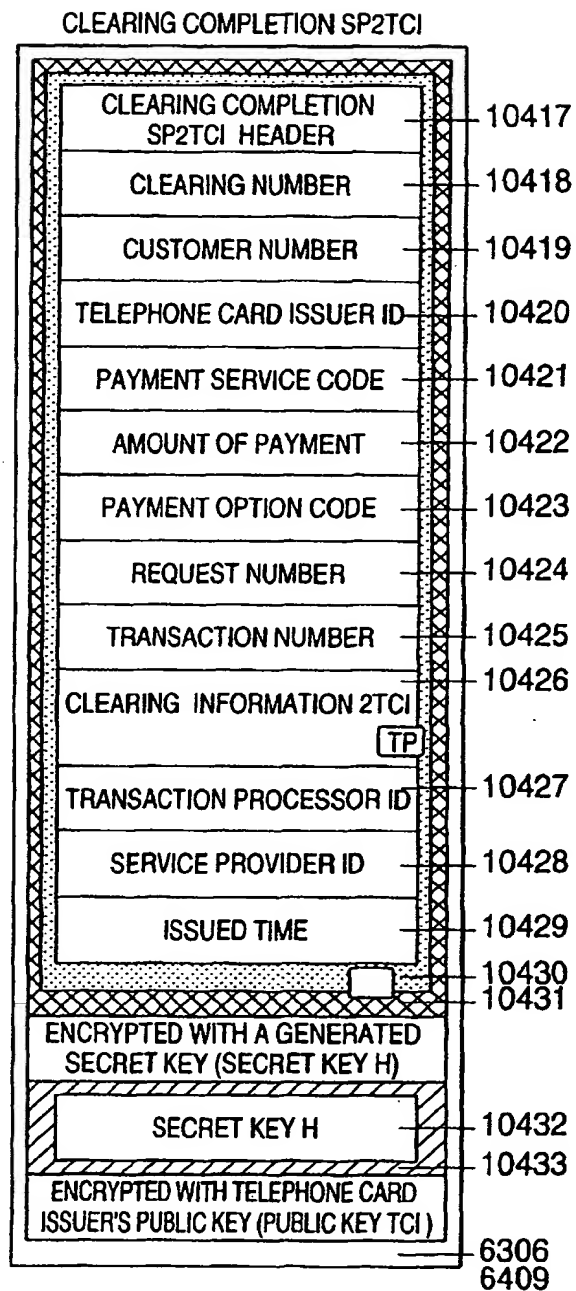 CLEARING COMPLETION SP2TCI
CLEARING COMPLETION
SP2TCI HEADER
10417
CLEARING NUMBER
10418
CUSTOMER NUMBER
10419
TELEPHONE CARD ISSUER ID
10420
PAYMENT SERVICE CODE
10421
AMOUNT OF PAYMENT
10422
PAYMENT OPTION CODE
10423
REQUEST NUMBER
10424
TRANSACTION NUMBER
10425
10426
CLEARING INFORMATION 2TCI
TP
TRANSACTION PROCESSOR ID
10427
SERVICE PROVIDER ID
10428
ISSUED TIME
10429
10430
10431
ENCRYPTED WITH A GENERATED
SECRET KEY (SECRET KEY H)
SECRET KEY H
10432
10433
ENCRYPTED WITH TELEPHONE CARD
ISSUER'S PUBLIC KEY (PUBLIC KEY TCI)
6306
6409